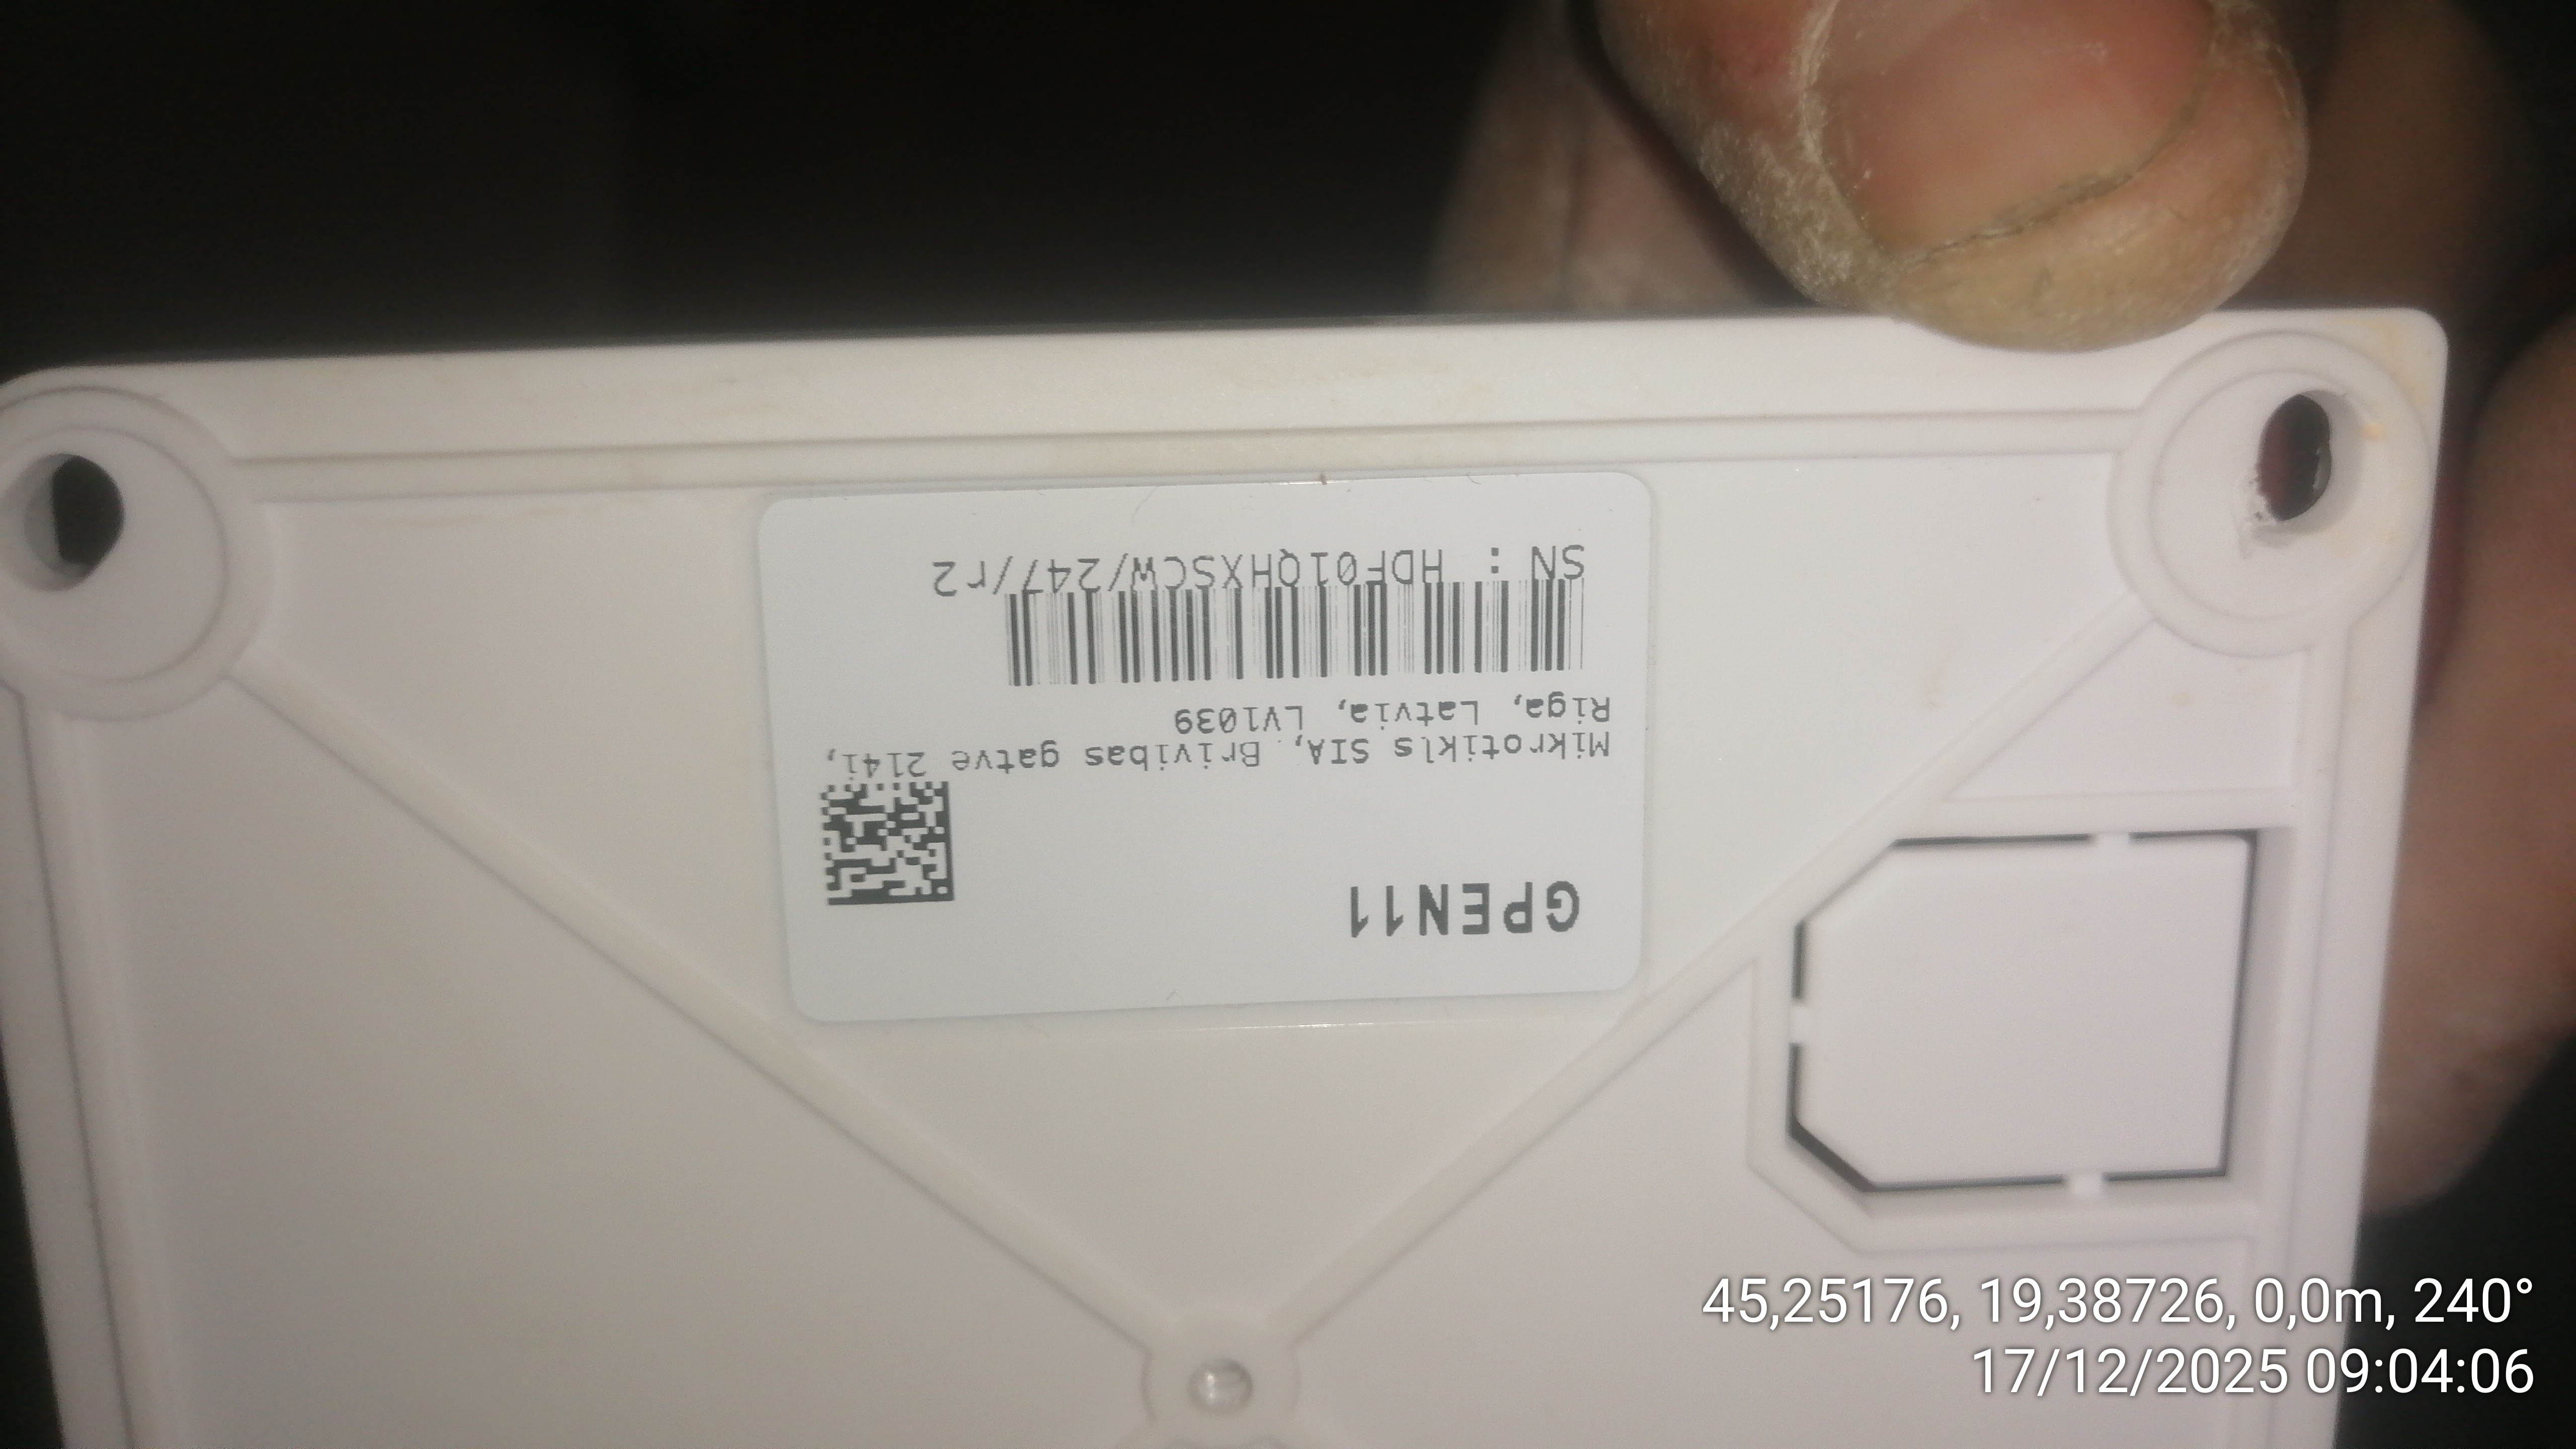 GPEN11
Mikrotikls SIA, Brivibas gatve 214i,
Riga, Latvia, LV1039
SN : HDF01QHXSCW/247/r2
45,25176, 19,38726, 0,0m, 240°
17/12/2025 09:04:06